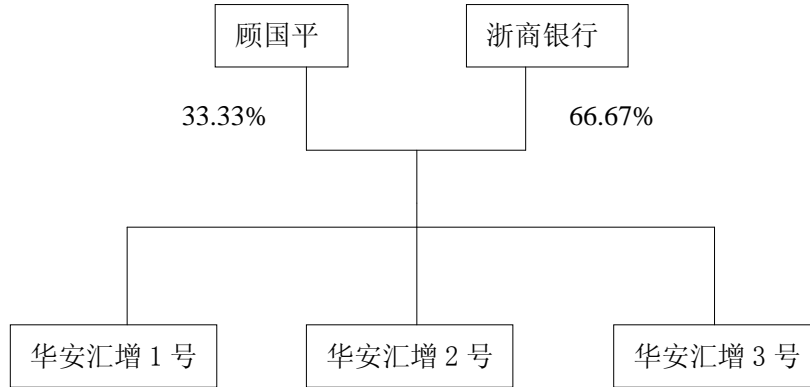 顾国平
浙商银行
33.33%
66.67%
华安汇增 1 号
华安汇增 2 号
华安汇增 3 号